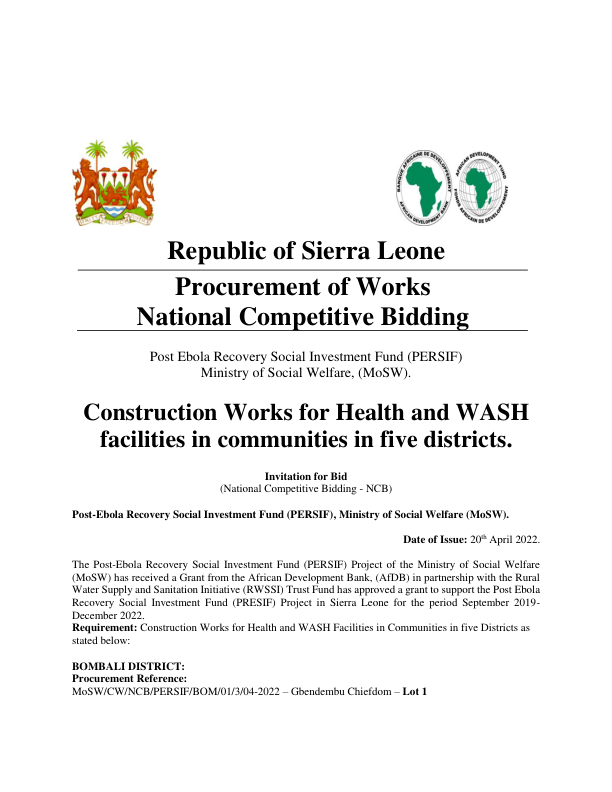 BANQUE AFRICAINE DE DEVELOPPEMENT
AFRICAN DEVELOPMENT BANK
AFRICAN DEVELOPMENT FUND
FONDS AFRICAIN DE DEVELOPPEMENT
Republic of Sierra Leone
Procurement of Works
National Competitive Bidding
Post Ebola Recovery Social Investment Fund (PERSIF)
Ministry of Social Welfare, (MoSW).
Construction Works for Health and WASH
facilities in communities in five districts.
Invitation for Bid
(National Competitive Bidding - NCB)
Post-Ebola Recovery Social Investment Fund (PERSIF), Ministry of Social Welfare (MoSW).
Date of Issue: 20th April 2022.
The Post-Ebola Recovery Social Investment Fund (PERSIF) Project of the Ministry of Social Welfare
(MoSW) has received a Grant from the African Development Bank, (AfDB) in partnership with the Rural
Water Supply and Sanitation Initiative (RWSSI) Trust Fund has approved a grant to support the Post Ebola
Recovery Social Investment Fund (PRESIF) Project in Sierra Leone for the period September 2019-
December 2022.
Requirement: Construction Works for Health and WASH Facilities in Communities in five Districts as
stated below:
BOMBALI DISTRICT:
Procurement Reference:
MoSW/CW/NCB/PERSIF/BOM/01/3/04-2022 – Gbendembu Chiefdom – Lot 1